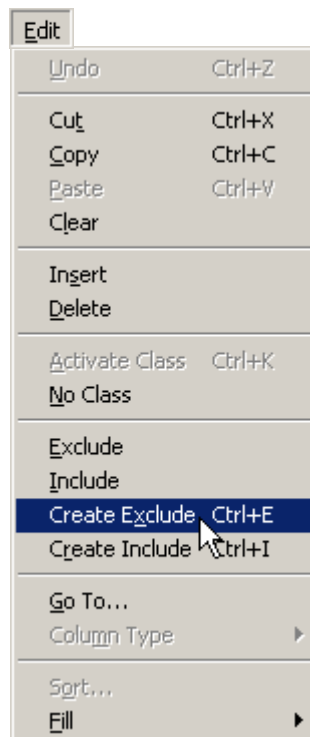 Edit
Undo Ctrl+Z
Cut Ctrl+X
Copy Ctrl+C
Paste Ctrl+V
Clear
Insert
Delete
Activate Class Ctrl+K
No Class
Exclude
Include
Create Exclude Ctrl+E
Create Include Ctrl+I
Go To...
Column Type
Sort...
Fill